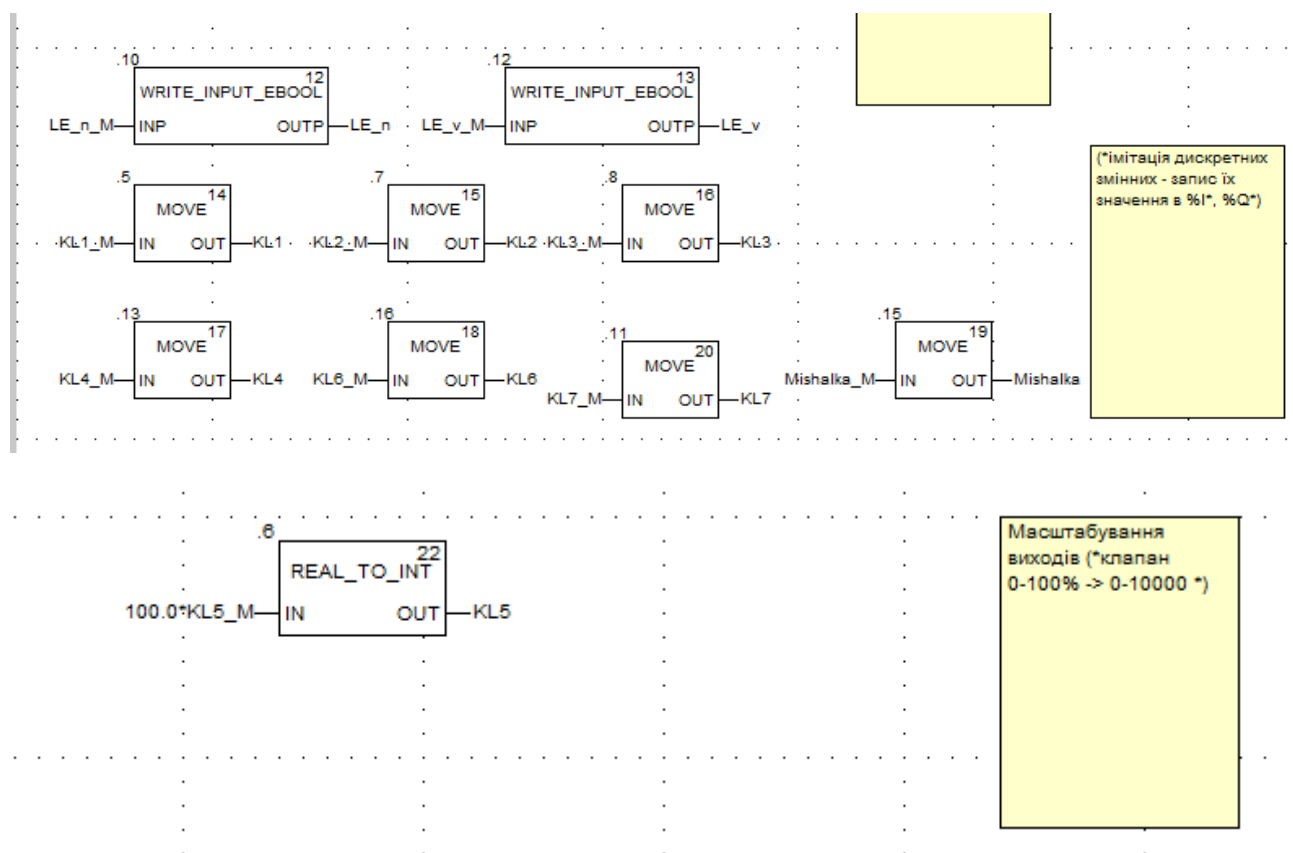 .10 .12
12 13
WRITE_INPUT_EBOOL WRITE_INPUT_EBOOL
LE_n_M INP OUTP LE_n LE_v_M INP OUTP LE_v
(*імітація дискретних
змінних - запис їх
значення в %I*, %Q*)
.5 .7 .8
MOVE 14 MOVE 15 MOVE 16
KL1_M IN OUT KL1 KL2_M IN OUT KL2 KL3_M IN OUT KL3
.13 .16 .11 .15
MOVE 17 MOVE 18 MOVE 20 MOVE 19
KL4_M IN OUT KL4 KL6_M IN OUT KL6 Mishalka_M IN OUT Mishalka
KL7_M IN OUT KL7
.6
22
REAL_TO_INT
100.0*KL5_M IN OUT KL5
Масштабування
виходів (*клапан
0-100% -> 0-10000 *)